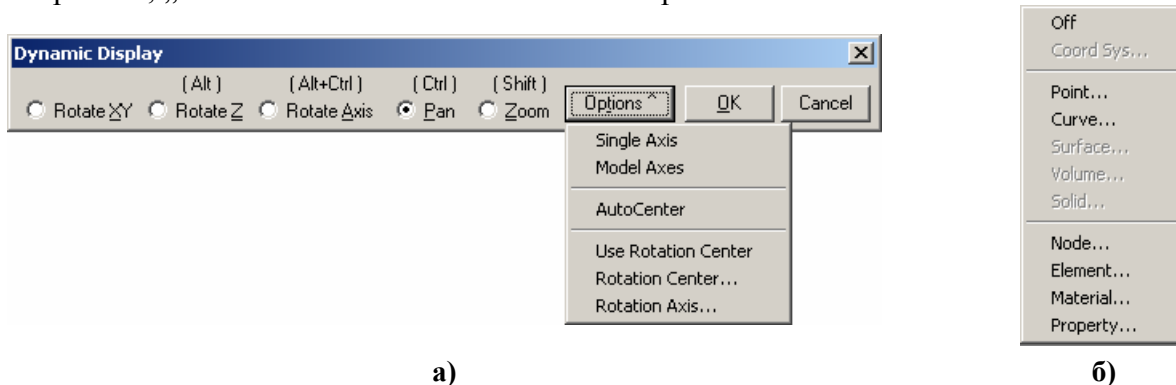 Dynamic Display
( Alt ) ( Alt+Ctrl ) ( Ctrl ) ( Shift )
Rotate XY Rotate Z Rotate Axis Pan Zoom Options ^ OK Cancel
Single Axis
Model Axes
AutoCenter
Use Rotation Center
Rotation Center...
Rotation Axis...
а)
Off
Coord Sys...
Point...
Curve...
Surface...
Volume...
Solid...
Node...
Element...
Material...
Property...
б)